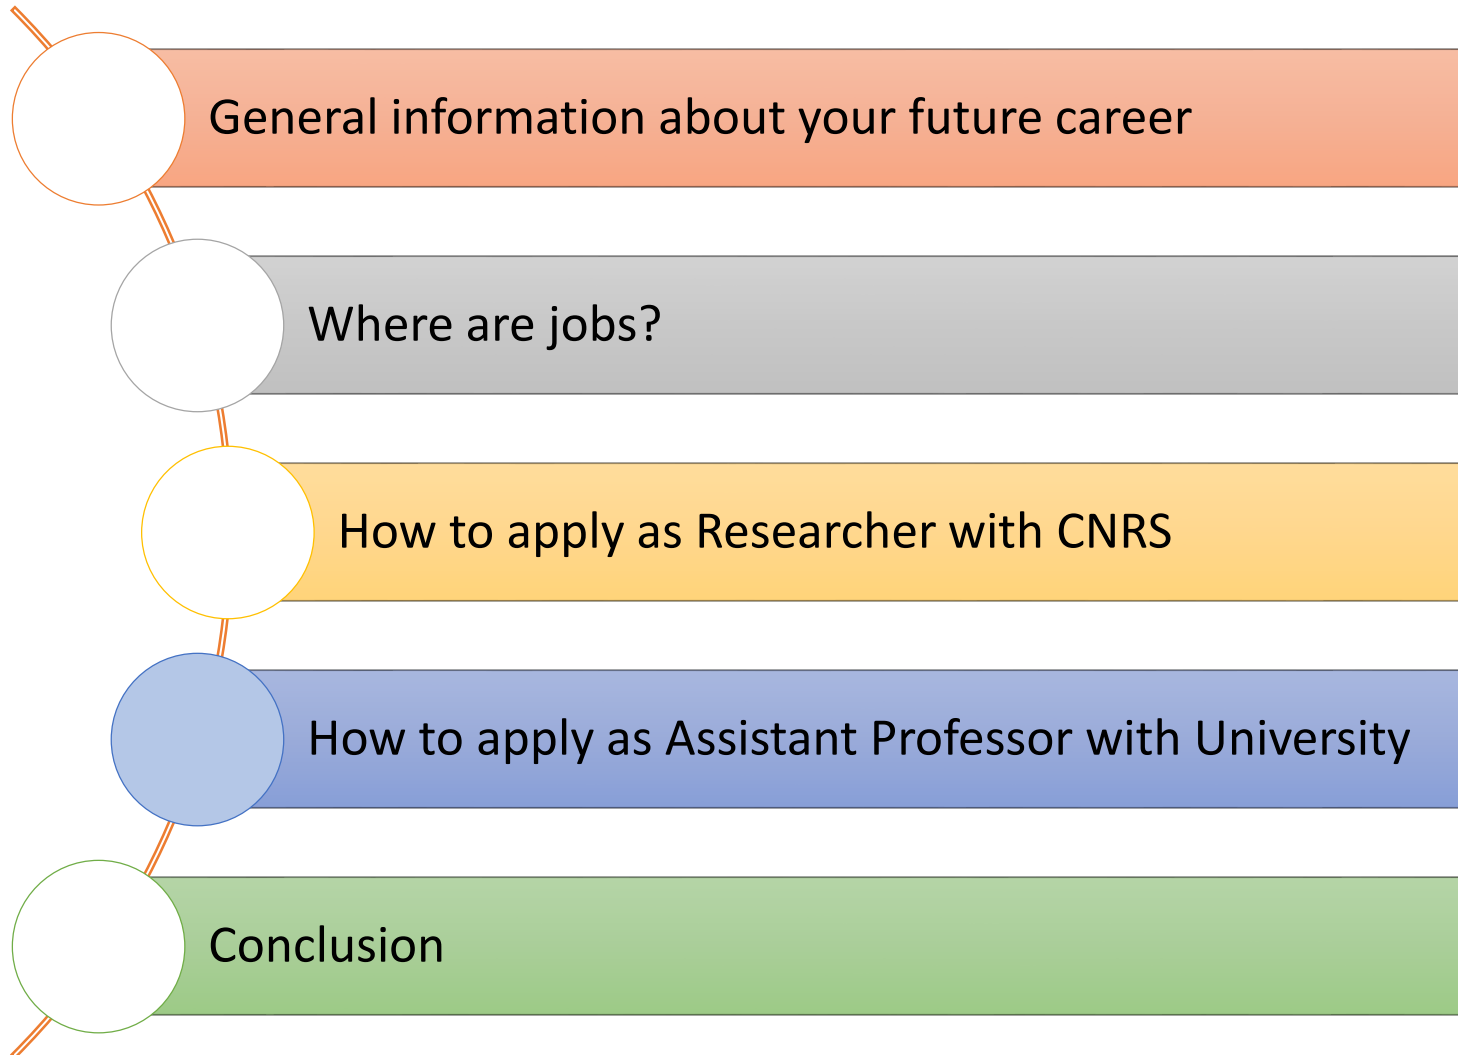 General information about your future career
Where are jobs?
How to apply as Researcher with CNRS
How to apply as Assistant Professor with University
Conclusion